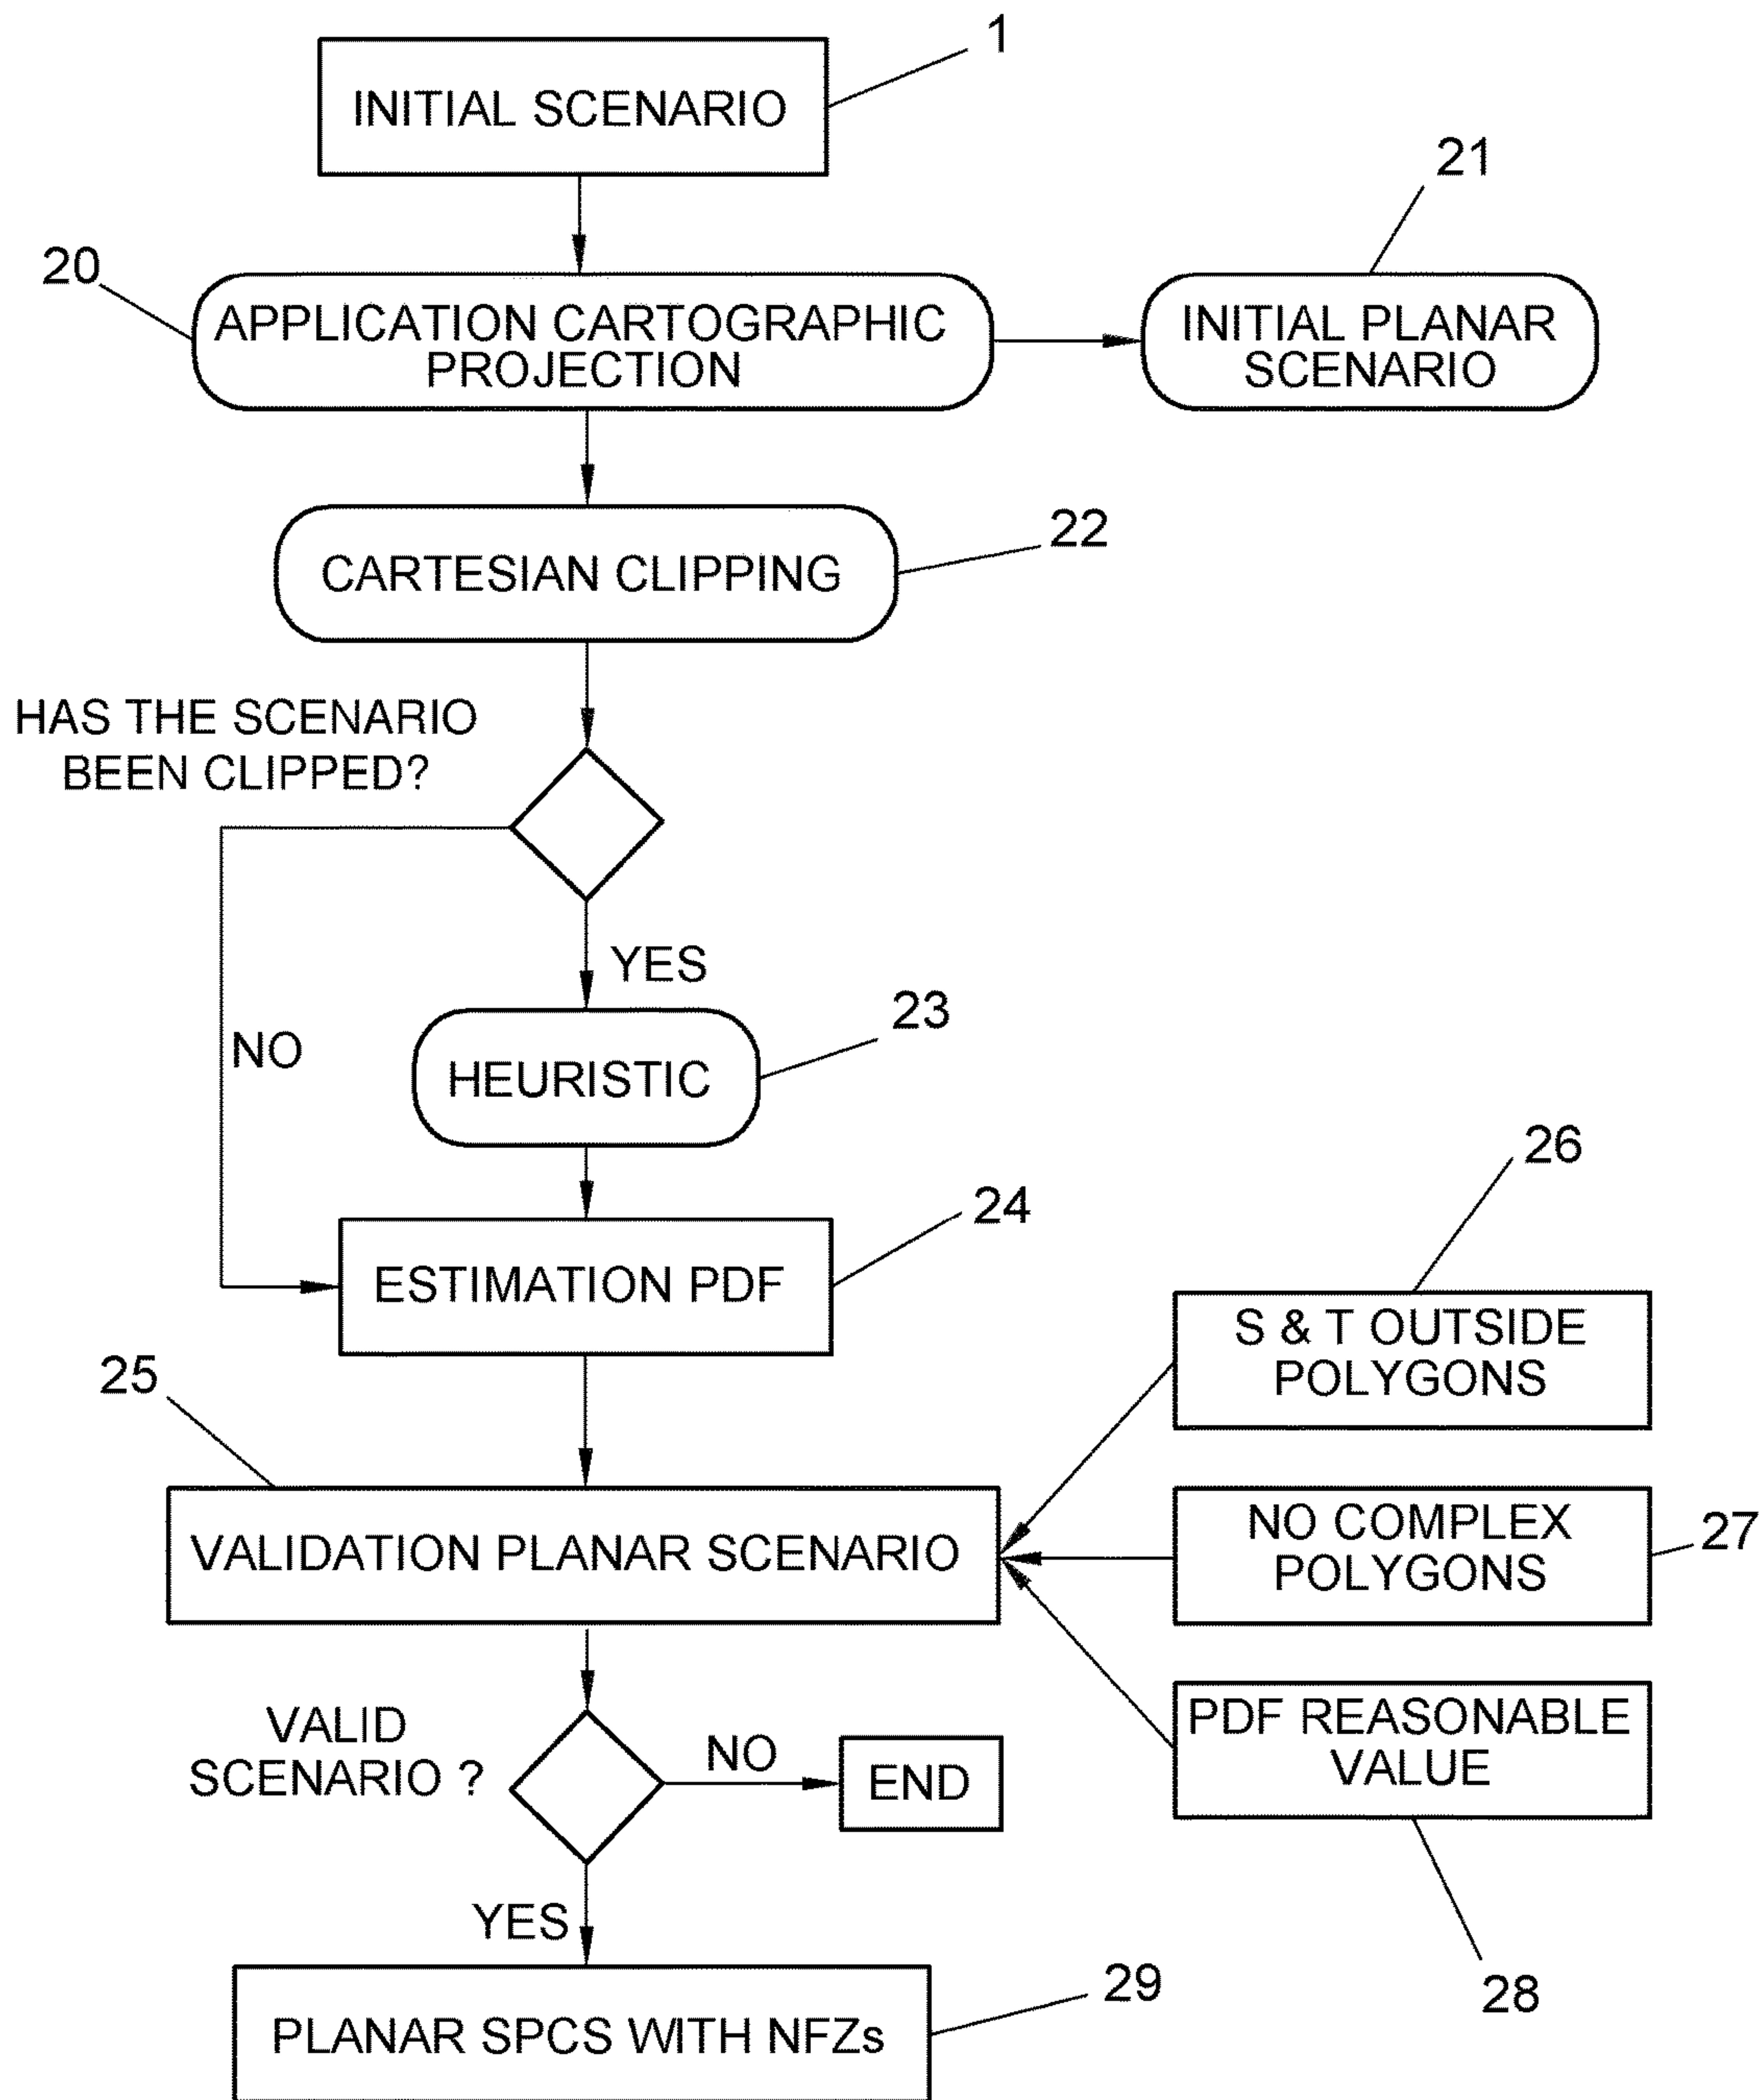 1
INITIAL SCENARIO
21
20
APPLICATION CARTOGRAPHIC
PROJECTION
INITIAL PLANAR
SCENARIO
22
CARTESIAN CLIPPING
HAS THE SCENARIO
BEEN CLIPPED?
YES
23
NO
HEURISTIC
26
24
ESTIMATION PDF
S & T OUTSIDE
POLYGONS
25
VALIDATION PLANAR SCENARIO
NO COMPLEX
POLYGONS
27
VALID
SCENARIO ?
NO
END
PDF REASONABLE
VALUE
28
YES
29
PLANAR SPCS WITH NFZs